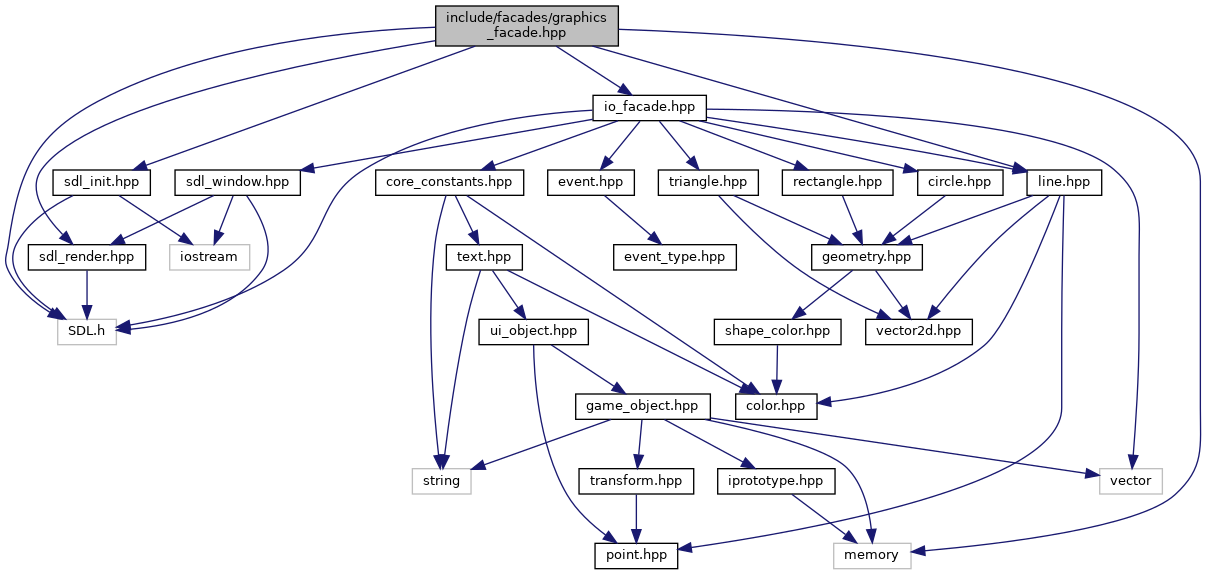 include/facades/graphics
_facade.hpp
io_facade.hpp
sdl_init.hpp
sdl_window.hpp
core_constants.hpp
event.hpp
triangle.hpp
rectangle.hpp
circle.hpp
line.hpp
sdl_render.hpp
iostream
text.hpp
event_type.hpp
geometry.hpp
SDL.h
ui_object.hpp
shape_color.hpp
vector2d.hpp
game_object.hpp
color.hpp
string
transform.hpp
iprototype.hpp
vector
point.hpp
memory